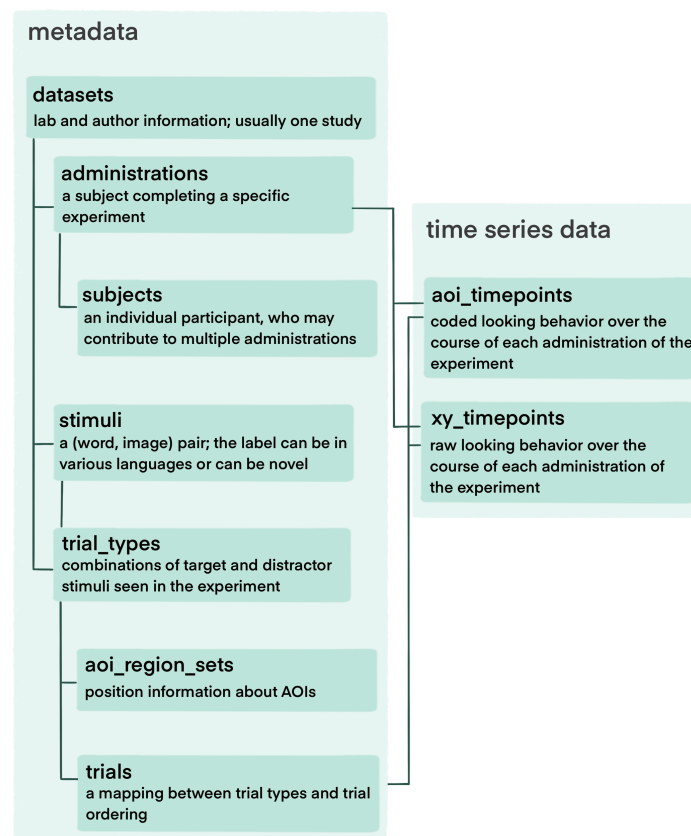 metadata
datasets
lab and author information; usually one study
administrations
a subject completing a specific
experiment
subjects
an individual participant, who may
contribute to multiple administrations
stimuli
a (word, image) pair; the label can be in
various languages or can be novel
trial_types
combinations of target and distractor
stimuli seen in the experiment
aoi_region_sets
position information about AOIs
trials
a mapping between trial types and trial
ordering
time series data
aoi_timepoints
coded looking behavior over the
course of each administration of the
experiment
xy_timepoints
raw looking behavior over the
course of each administration of
the experiment